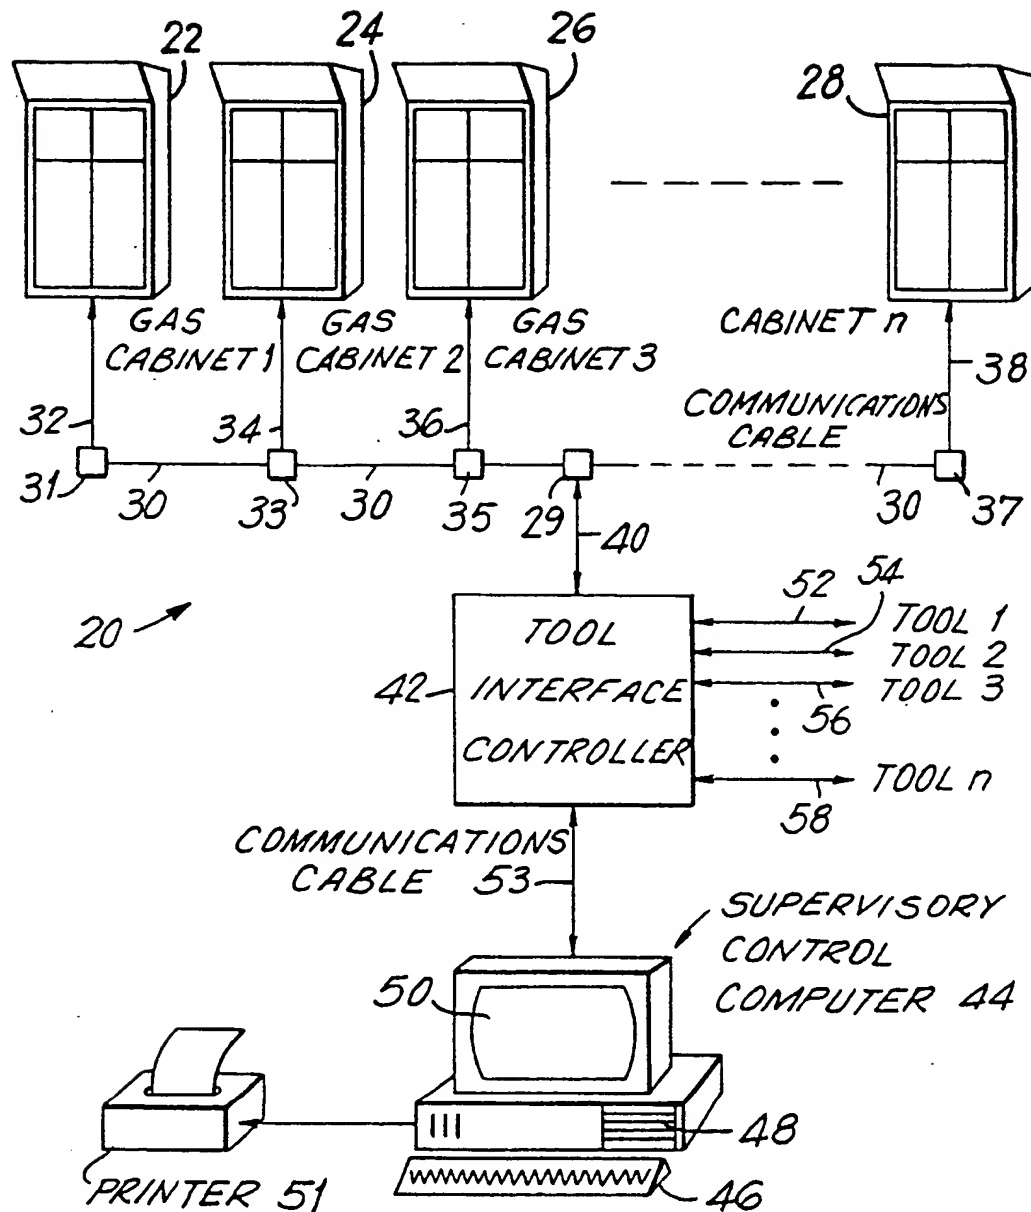 22
24
26
28
GAS
CABINET 1
GAS
CABINET 2
GAS
CABINET 3
CABINET n
32
34
36
38
COMMUNICATIONS
CABLE
31
30
33
30
35
29
40
30
37
20
42
TOOL
INTERFACE
CONTROLLER
52
54
TOOL 1
TOOL 2
TOOL 3
56
TOOL n
58
COMMUNICATIONS
CABLE 53
SUPERVISORY
CONTROL
COMPUTER 44
50
48
46
PRINTER 51